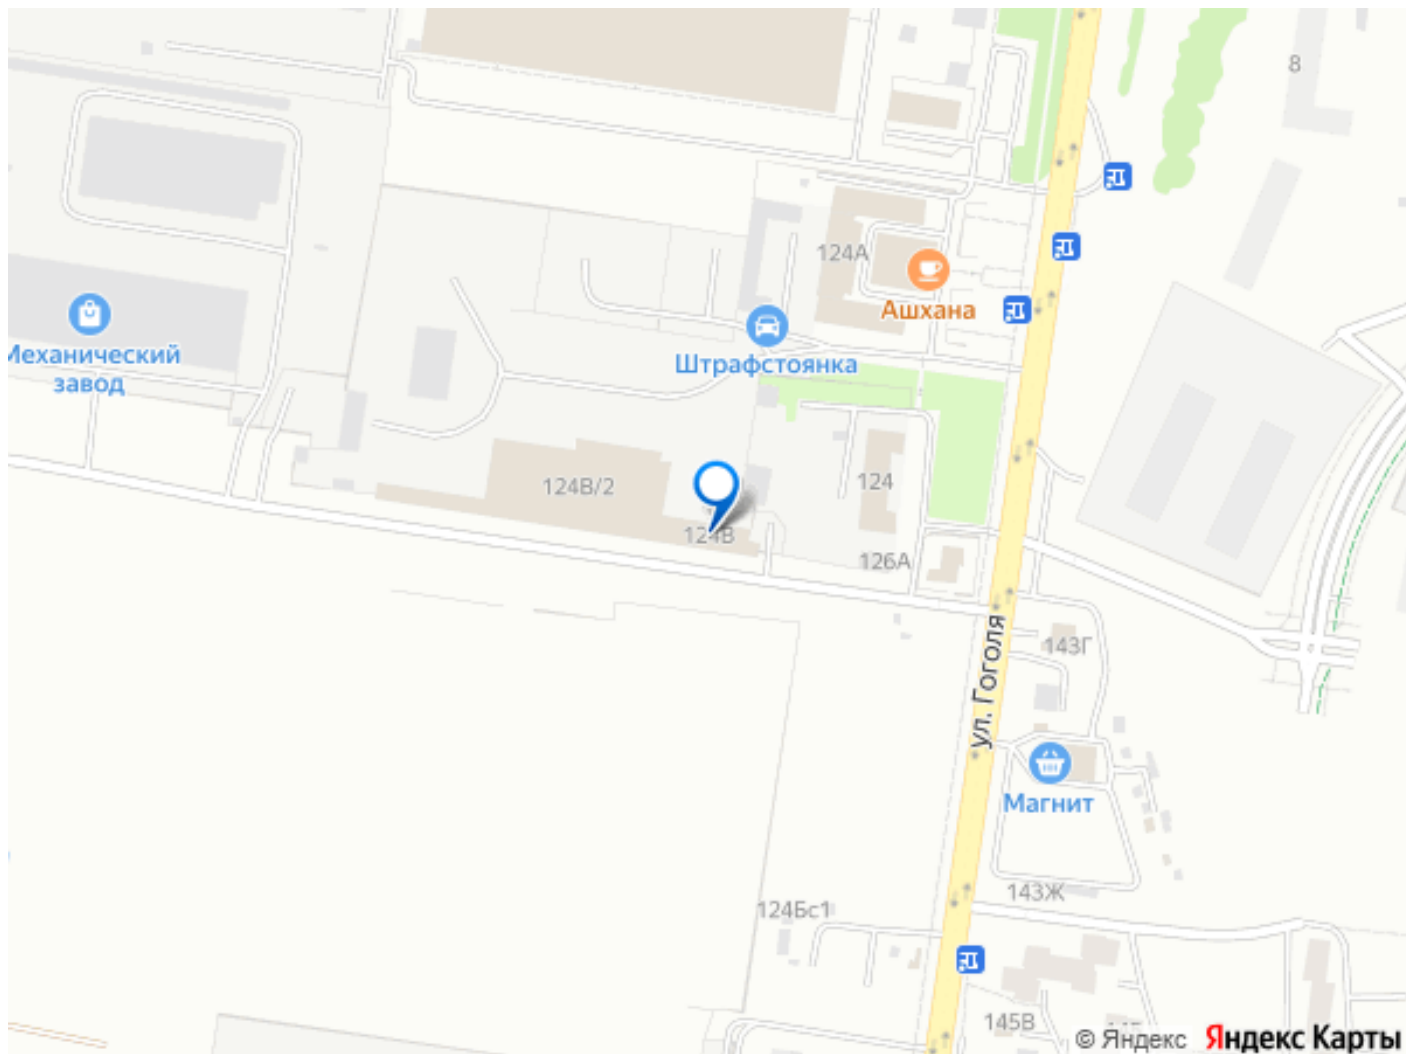 8
124А
Ашхана
Механический
завод
Штрафстоянка
124В/2
124
124В
126А
ул. Гоголя
143Г
Магнит
143Ж
124Бс1
145В
© Яндекс Яндекс Карты